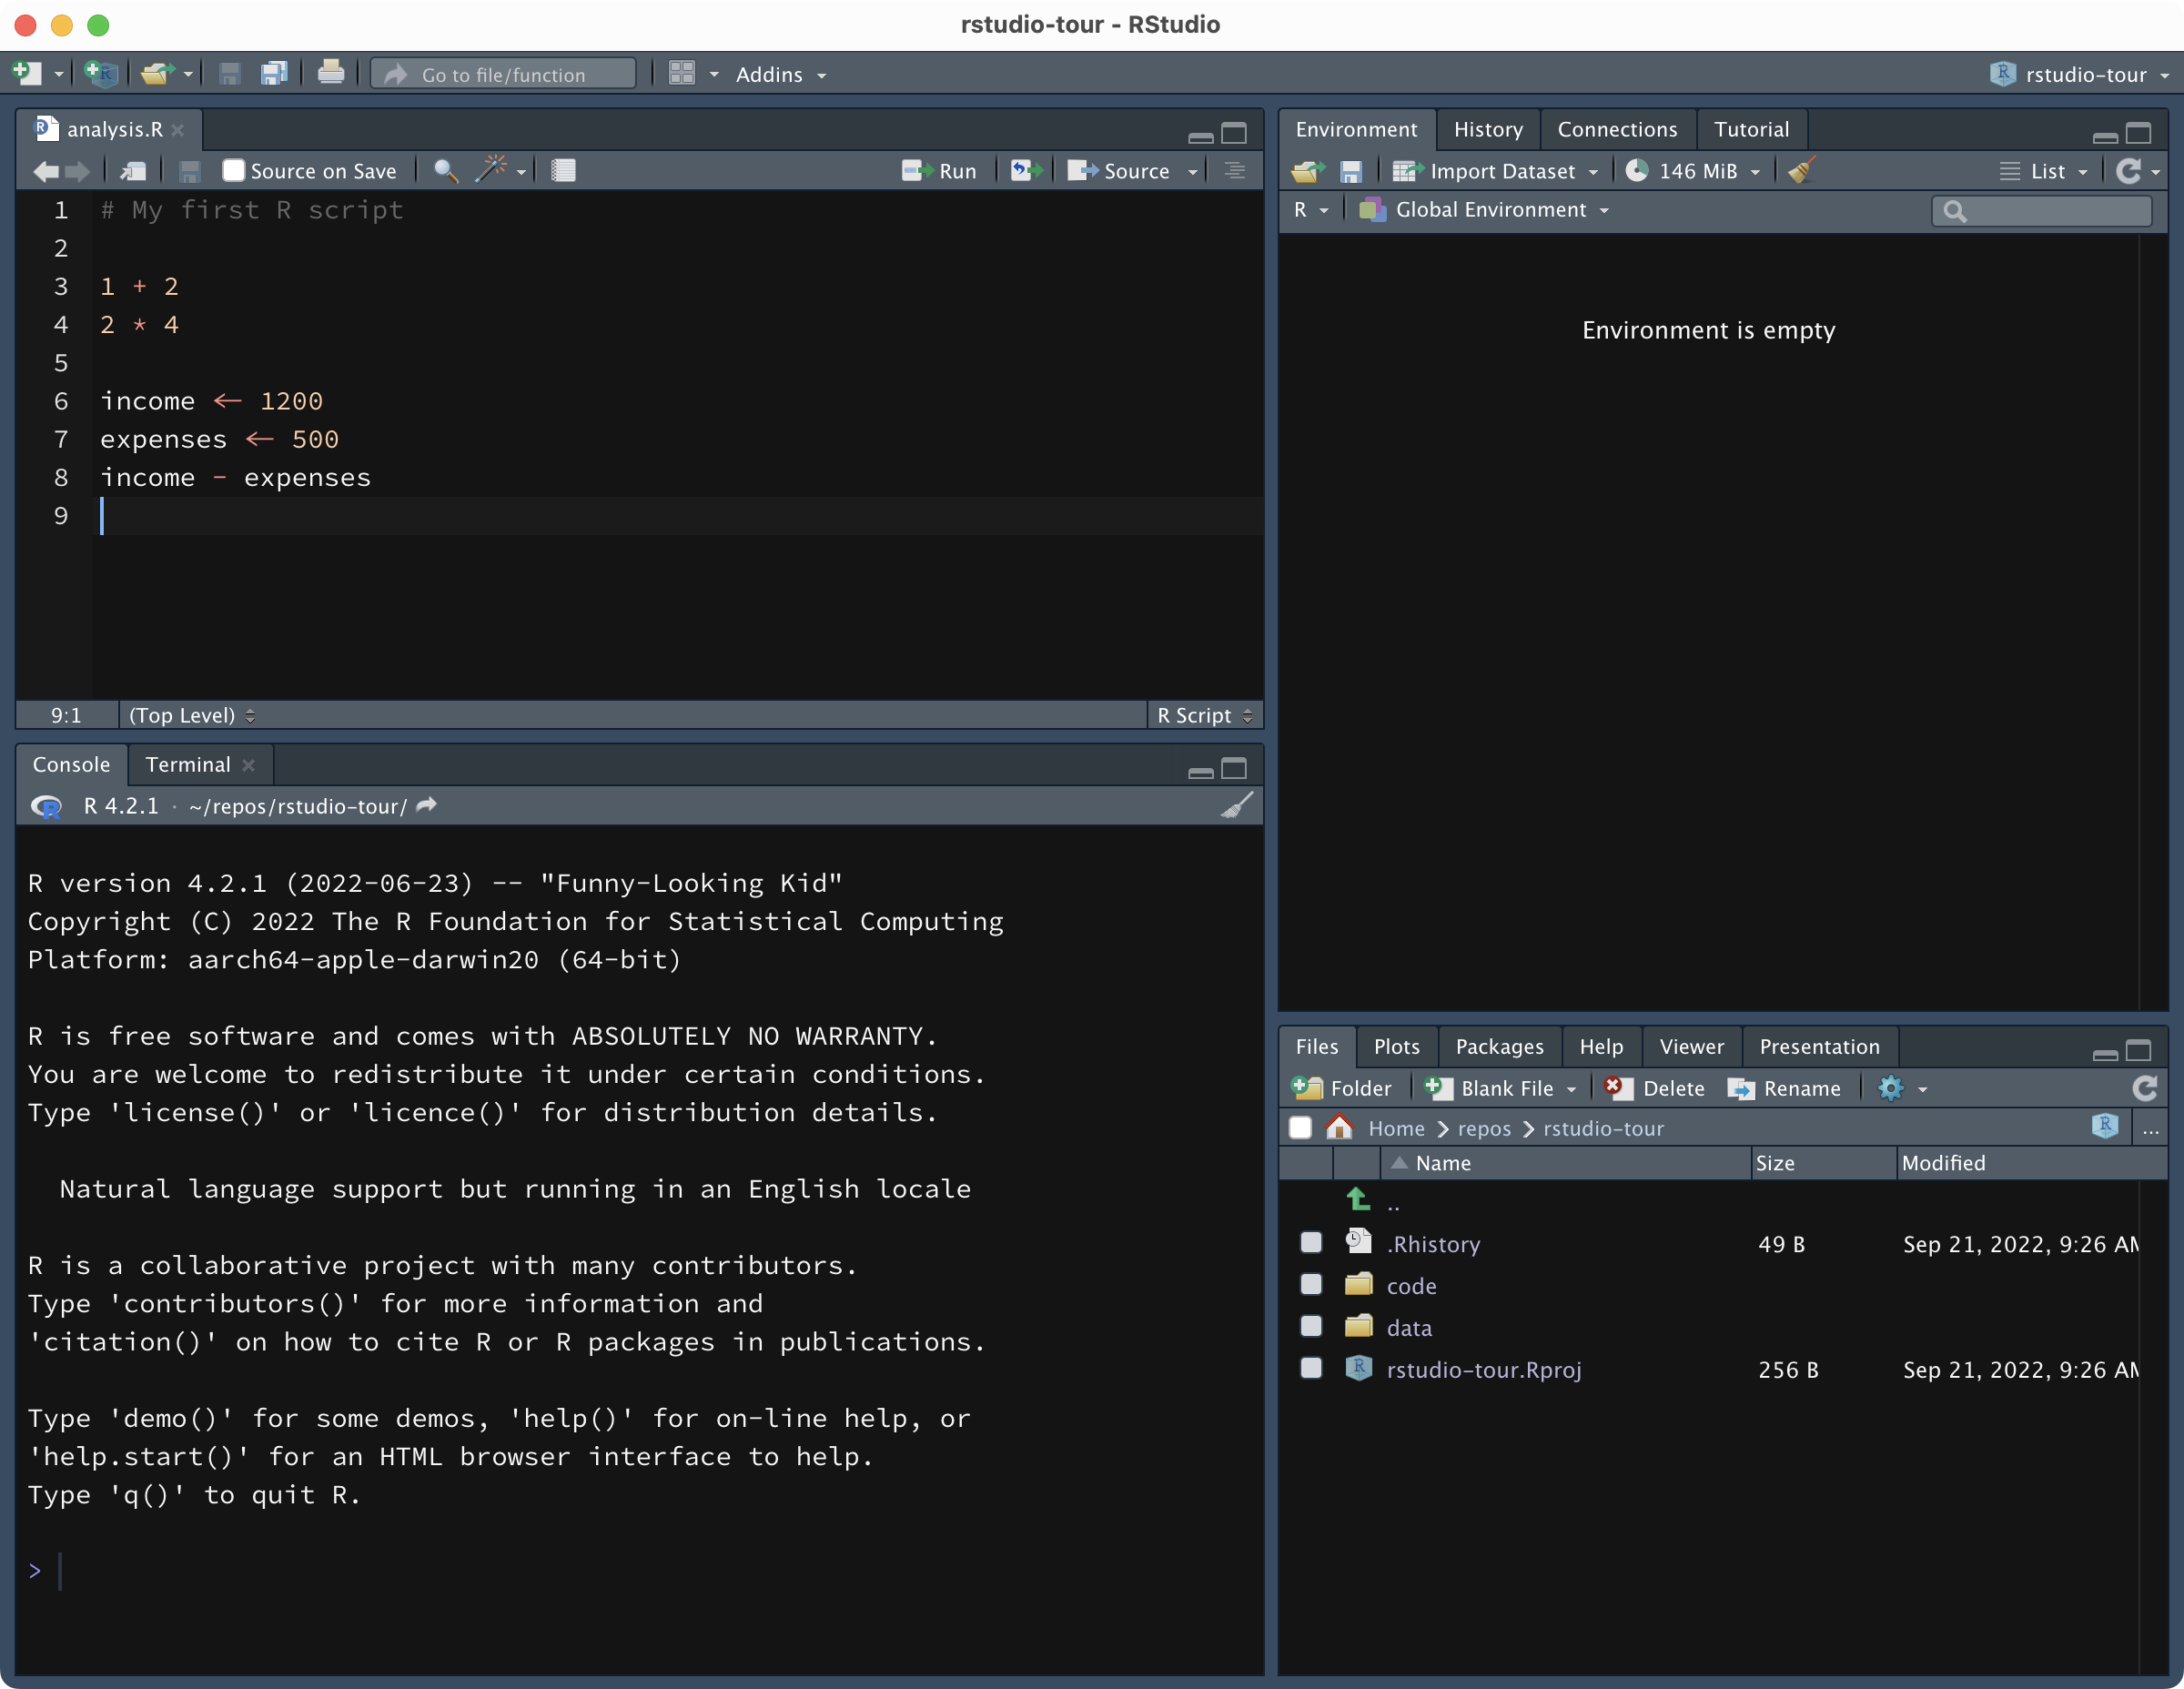 rstudio-tour - RStudio
Go to file/function
Addins
rstudio-tour
analysis.R
Source on Save
Run
Source
1 # My first R script
2
3 1 + 2
4 2 * 4
5
6 income <- 1200
7 expenses <- 500
8 income - expenses
9
9:1
(Top Level)
R Script
Console
Terminal
R 4.2.1 · ~/repos/rstudio-tour/
R version 4.2.1 (2022-06-23) -- "Funny-Looking Kid"
Copyright (C) 2022 The R Foundation for Statistical Computing
Platform: aarch64-apple-darwin20 (64-bit)
R is free software and comes with ABSOLUTELY NO WARRANTY.
You are welcome to redistribute it under certain conditions.
Type 'license()' or 'licence()' for distribution details.
Natural language support but running in an English locale
R is a collaborative project with many contributors.
Type 'contributors()' for more information and
'citation()' on how to cite R or R packages in publications.
Type 'demo()' for some demos, 'help()' for on-line help, or
'help.start()' for an HTML browser interface to help.
Type 'q()' to quit R.
>
Environment
History
Connections
Tutorial
Import Dataset
146 MiB
List
R
Global Environment
Environment is empty
Files
Plots
Packages
Help
Viewer
Presentation
Folder
Blank File
Delete
Rename
Home > repos > rstudio-tour
...
Name Size Modified
..
.Rhistory 49 B Sep 21, 2022, 9:26 AM
code
data
rstudio-tour.Rproj 256 B Sep 21, 2022, 9:26 AM